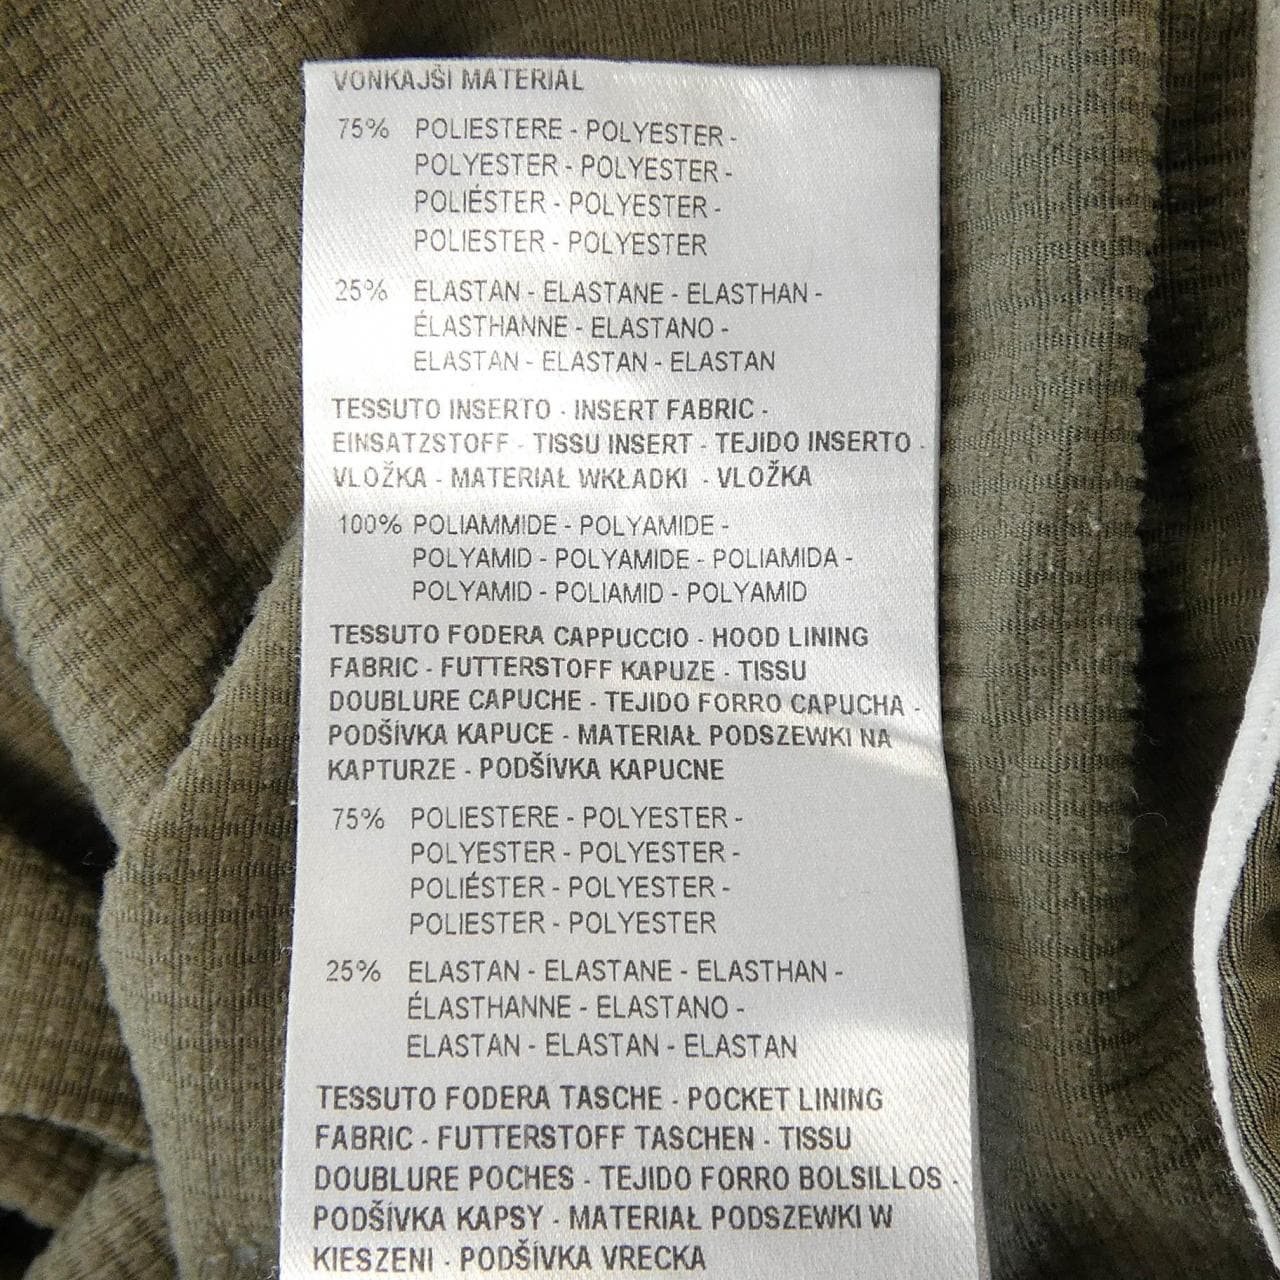 VONKAJŠÍ MATERIÁL
75% POLIESTERE - POLYESTER -
POLYESTER - POLYESTER -
POLIÉSTER - POLYESTER -
POLIESTER - POLYESTER
25% ELASTAN - ELASTANE - ELASTHAN -
ÉLASTHANNE - ELASTANO -
ELASTAN - ELASTAN - ELASTAN
TESSUTO INSERTO - INSERT FABRIC -
EINSATZSTOFF - TISSU INSERT - TEJIDO INSERTO -
VLOŽKA - MATERIAŁ WKŁADKI - VLOŽKA
100% POLIAMMIDE - POLYAMIDE -
POLYAMID - POLYAMIDE - POLIAMIDA -
POLYAMID - POLIAMID - POLYAMID
TESSUTO FODERA CAPPUCCIO - HOOD LINING
FABRIC - FUTTERSTOFF KAPUZE - TISSU
DOUBLURE CAPUCHE - TEJIDO FORRO CAPUCHA -
PODŠÍVKA KAPUCE - MATERIAŁ PODSZEWKI NA
KAPTURZE - PODŠÍVKA KAPUCNE
75% POLIESTERE - POLYESTER -
POLYESTER - POLYESTER -
POLIÉSTER - POLYESTER -
POLIESTER - POLYESTER
25% ELASTAN - ELASTANE - ELASTHAN -
ÉLASTHANNE - ELASTANO -
ELASTAN - ELASTAN - ELASTAN
TESSUTO FODERA TASCHE - POCKET LINING
FABRIC - FUTTERSTOFF TASCHEN - TISSU
DOUBLURE POCHES - TEJIDO FORRO BOLSILLOS -
PODŠÍVKA KAPSY - MATERIAŁ PODSZEWKI W
KIESZENI - PODŠÍVKA VRECKA